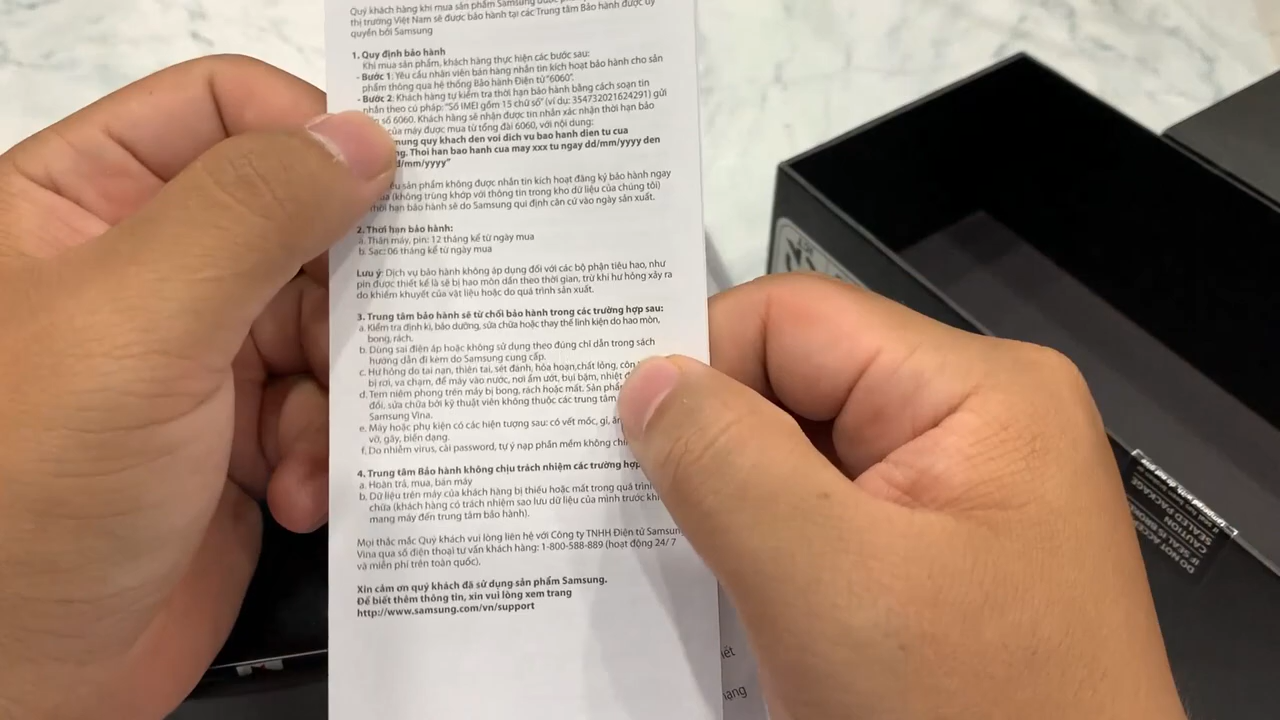 Quý khách hàng khi mua sản phẩm Samsung được
thị trường Việt Nam sẽ được bảo hành tại các Trung tâm Bảo hành được ủy
quyền bởi Samsung
1. Quy định bảo hành
Khi mua sản phẩm, khách hàng thực hiện các bước sau:
- Bước 1: Yêu cầu nhân viên bán hàng nhắn tin kích hoạt bảo hành cho sản
phẩm thông qua hệ thống Bảo hành Điện tử "6060".
- Bước 2: Khách hàng tự kiểm tra thời hạn bảo hành bằng cách soạn tin
nhắn theo cú pháp: "Số IMEI gồm 15 chữ số" (ví dụ: 354732021624291) gửi
số 6060. Khách hàng sẽ nhận được tin nhắn xác nhận thời hạn bảo
của máy được mua từ tổng đài 6060, với nội dung:
mung quy khach den voi dich vu bao hanh dien tu cua
Thoi han bao hanh cua may xxx tu ngay dd/mm/yyyy den
/mm/yyyy"
sản phẩm không được nhắn tin kích hoạt đăng ký bảo hành ngay
(không trùng khớp với thông tin trong kho dữ liệu của chúng tôi)
thời hạn bảo hành sẽ do Samsung qui định căn cứ vào ngày sản xuất.
2. Thời hạn bảo hành:
a. Thân máy, pin: 12 tháng kể từ ngày mua
b. Sạc: 06 tháng kể từ ngày mua
Lưu ý: Dịch vụ bảo hành không áp dụng đối với các bộ phận tiêu hao, như
pin được thiết kế là sẽ bị hao mòn dần theo thời gian, trừ khi hư hỏng xảy ra
do khiếm khuyết của vật liệu hoặc do quá trình sản xuất.
3. Trung tâm bảo hành sẽ từ chối bảo hành trong các trường hợp sau:
a. Kiểm tra định kì, bảo dưỡng, sửa chữa hoặc thay thế linh kiện do hao mòn,
bong, rách.
b. Dùng sai điện áp hoặc không sử dụng theo đúng chỉ dẫn trong sách
hướng dẫn đi kèm do Samsung cung cấp.
c. Hư hỏng do tai nạn, thiên tai, sét đánh, hỏa hoạn,chất lỏng, côn
bị rơi, va chạm, để máy vào nước, nơi ẩm ướt, bụi bặm, nhiệt
d. Tem niêm phong trên máy bị bong, rách hoặc mất. Sản phẩm
đổi, sửa chữa bởi kỹ thuật viên không thuộc các trung tâm
Samsung Vina.
e. Máy hoặc phụ kiện có các hiện tượng sau: có vết mốc, gỉ,
vỡ, gãy, biến dạng.
f. Do nhiễm virus, cài password, tự ý nạp phần mềm không
4. Trung tâm Bảo hành không chịu trách nhiệm các trường hợp
a. Hoàn trả, mua, bán máy
b. Dữ liệu trên máy của khách hàng bị thiếu hoặc mất trong quá trình
chữa (khách hàng có trách nhiệm sao lưu dữ liệu của mình trước khi
mang máy đến trung tâm bảo hành).
Mọi thắc mắc Quý khách vui lòng liên hệ với Công ty TNHH Điện tử Samsung
Vina qua số điện thoại tư vấn khách hàng: 1-800-588-889 (hoạt động 24/ 7
và miễn phí trên toàn quốc).
Xin cảm ơn quý khách đã sử dụng sản phẩm Samsung.
Để biết thêm thông tin, xin vui lòng xem trang
http://www.samsung.com/vn/support
DO NOT ACCEPT
IF SEAL IS BROKEN
CAUTION
SEALED PACKAGE